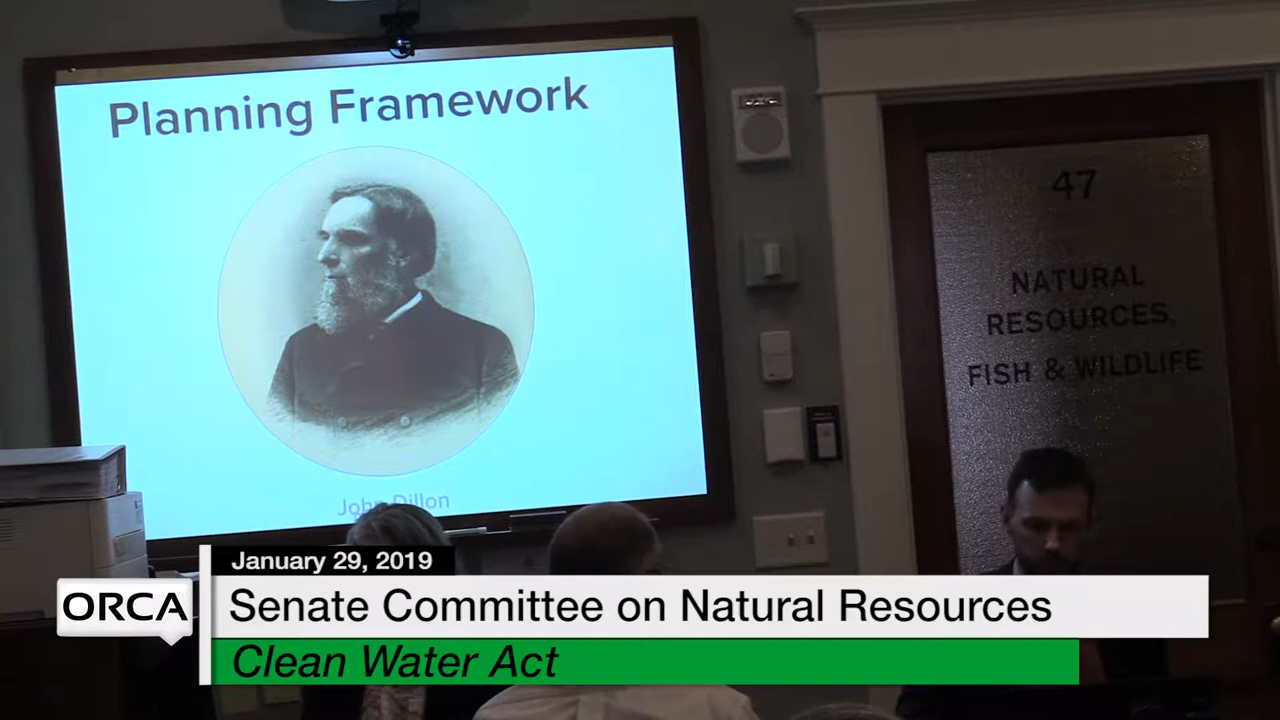 Planning Framework
John Dillon
47
NATURAL
RESOURCES,
FISH & WILDLIFE
January 29, 2019
ORCA
Senate Committee on Natural Resources
Clean Water Act